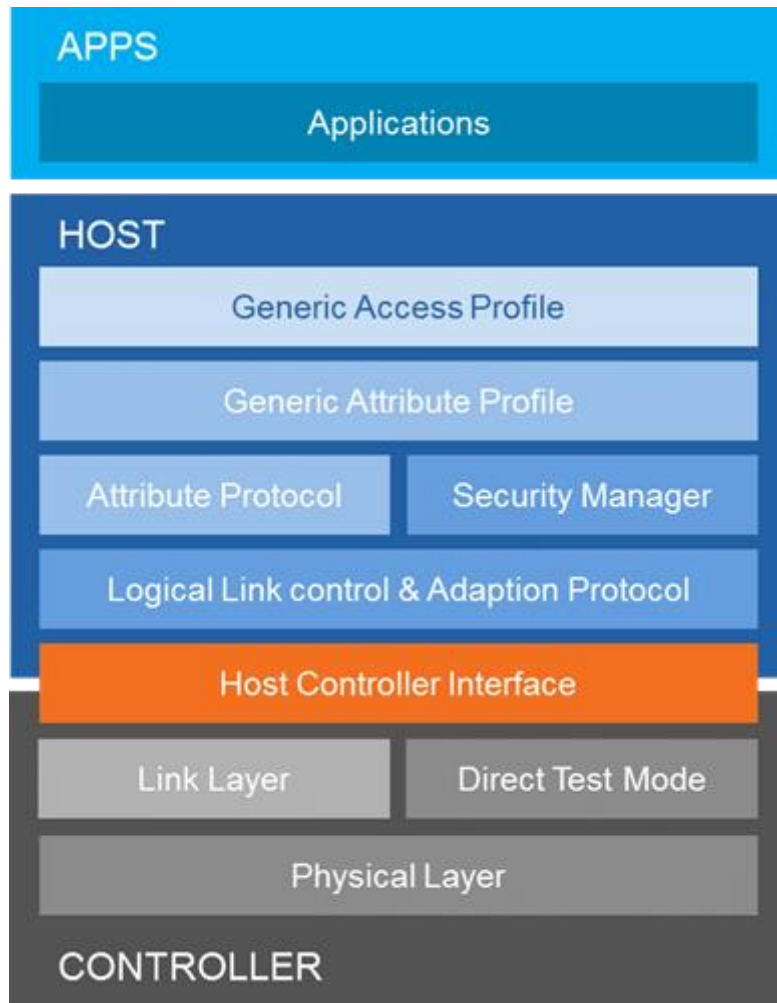 APPS
Applications
HOST
Generic Access Profile
Generic Attribute Profile
Attribute Protocol
Security Manager
Logical Link control & Adaption Protocol
Host Controller Interface
Link Layer
Direct Test Mode
Physical Layer
CONTROLLER